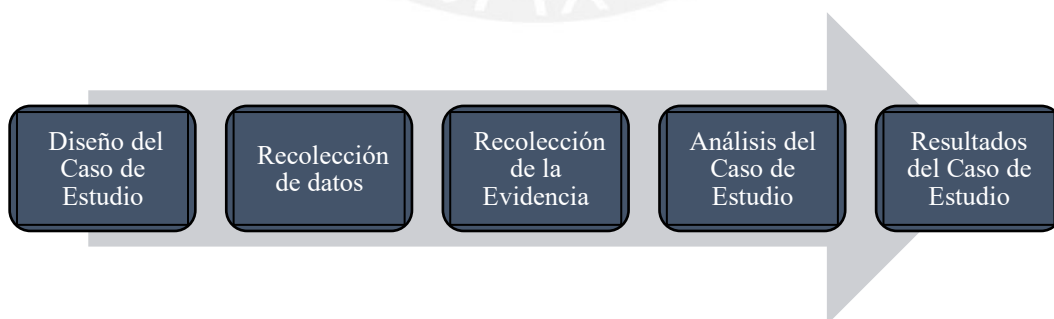 Diseño del
Caso de
Estudio
Recolección
de datos
Recolección
de la
Evidencia
Análisis del
Caso de
Estudio
Resultados
del Caso de
Estudio